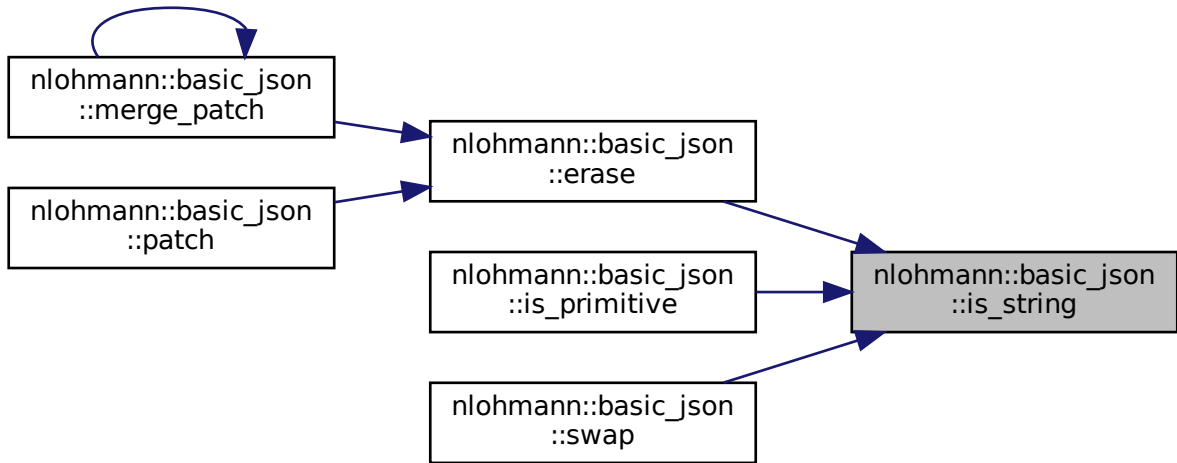 nlohmann::basic_json
::merge_patch
nlohmann::basic_json
::patch
nlohmann::basic_json
::erase
nlohmann::basic_json
::is_primitive
nlohmann::basic_json
::swap
nlohmann::basic_json
::is_string